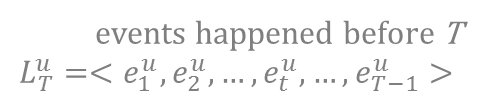 events happened before T
L_T^u =< e_1^u, e_2^u, ..., e_t^u, ..., e_{T-1}^u >